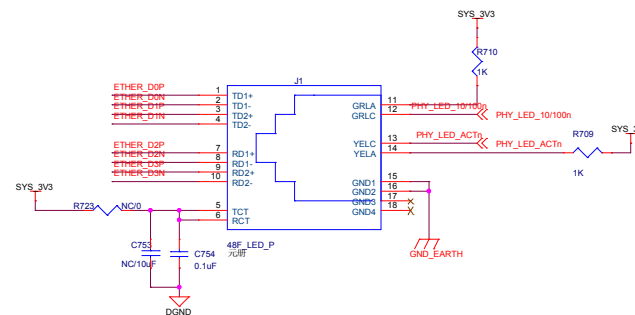 SYS_3V3
R710
1K
J1
ETHER_D0P
1
TD1+
GRLA
11
ETHER_D0N
2
TD1-
GRLC
12
PHY_LED_10/100n
PHY_LED_10/100n
ETHER_D1P
3
TD2+
ETHER_D1N
4
TD2-
YELC
13
PHY_LED_ACTn
PHY_LED_ACTn
YELA
14
R709
1K
SYS_3
ETHER_D2P
7
RD1+
ETHER_D2N
8
RD1-
ETHER_D3P
9
RD2+
ETHER_D3N
10
RD2-
GND1
15
GND2
16
GND3
17
GND4
18
SYS_3V3
R723
NC/0
5
TCT
6
RCT
48F_LED_P
C753
NC/10uF
C754
0.1uF
GND_EARTH
DGND